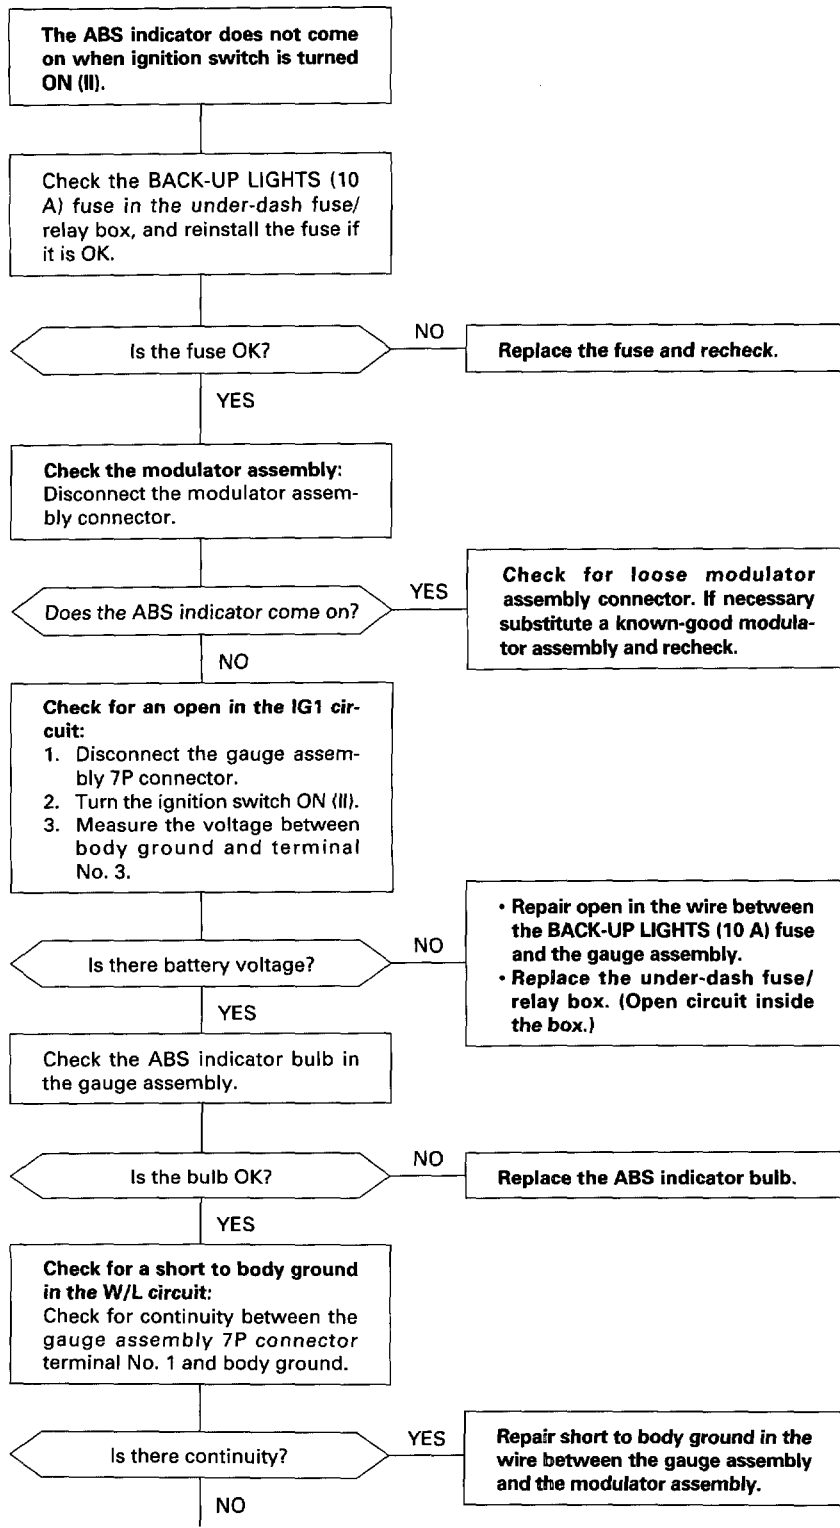 The ABS indicator does not come
on when ignition switch is turned
ON (II).
Check the BACK-UP LIGHTS (10
A) fuse in the under-dash fuse/
relay box, and reinstall the fuse if
it is OK.
Is the fuse OK?
NO
Replace the fuse and recheck.
YES
Check the modulator assembly:
Disconnect the modulator assem-
bly connector.
Does the ABS indicator come on?
YES
Check for loose modulator
assembly connector. If necessary
substitute a known-good modula-
tor assembly and recheck.
NO
Check for an open in the IG1 cir-
cuit:
1. Disconnect the gauge assem-
bly 7P connector.
2. Turn the ignition switch ON (II).
3. Measure the voltage between
body ground and terminal
No. 3.
Is there battery voltage?
NO
• Repair open in the wire between
the BACK-UP LIGHTS (10 A) fuse
and the gauge assembly.
• Replace the under-dash fuse/
relay box. (Open circuit inside
the box.)
YES
Check the ABS indicator bulb in
the gauge assembly.
Is the bulb OK?
NO
Replace the ABS indicator bulb.
YES
Check for a short to body ground
in the W/L circuit:
Check for continuity between the
gauge assembly 7P connector
terminal No. 1 and body ground.
Is there continuity?
YES
Repair short to body ground in the
wire between the gauge assembly
and the modulator assembly.
NO